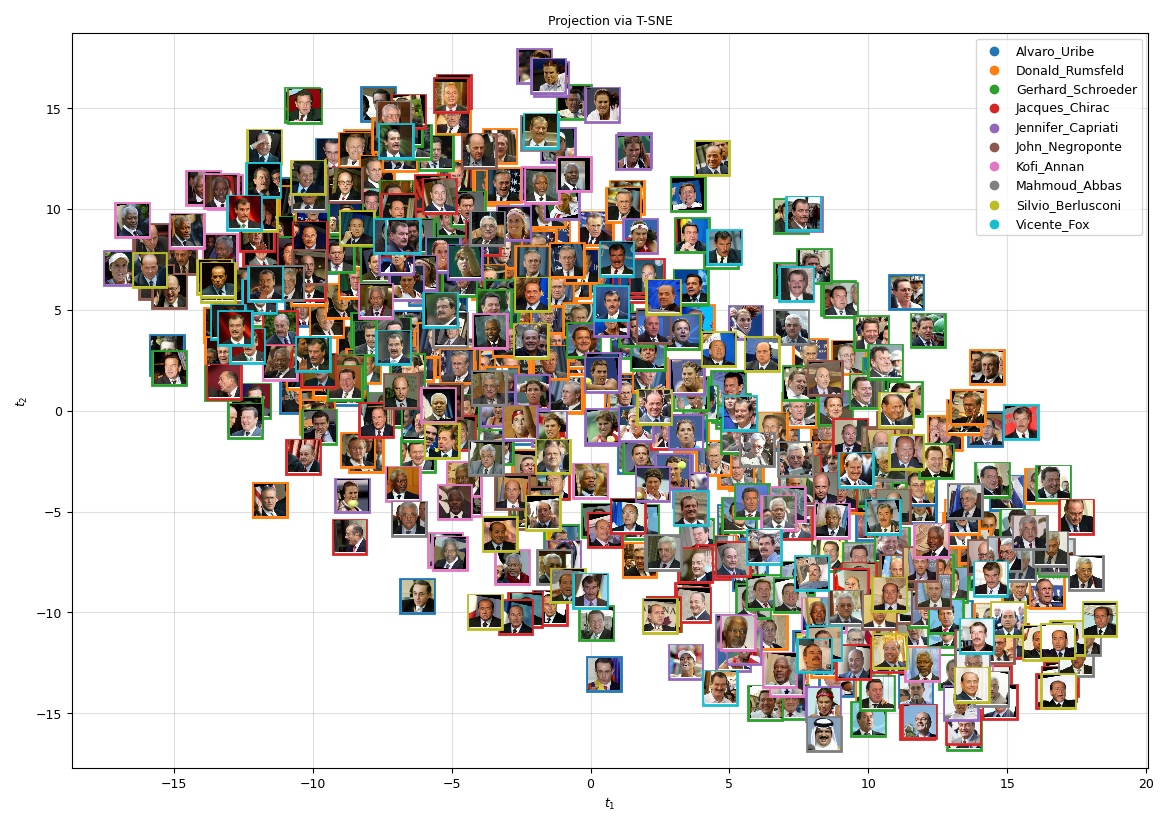 Projection via T-SNE
Alvaro_Uribe
Donald_Rumsfeld
Gerhard_Schroeder
Jacques_Chirac
Jennifer_Capriati
John_Negroponte
Kofi_Annan
Mahmoud_Abbas
Silvio_Berlusconi
Vicente_Fox
15
10
5
0
−5
−10
−15
t2
−15
−10
−5
0
5
10
15
20
t1